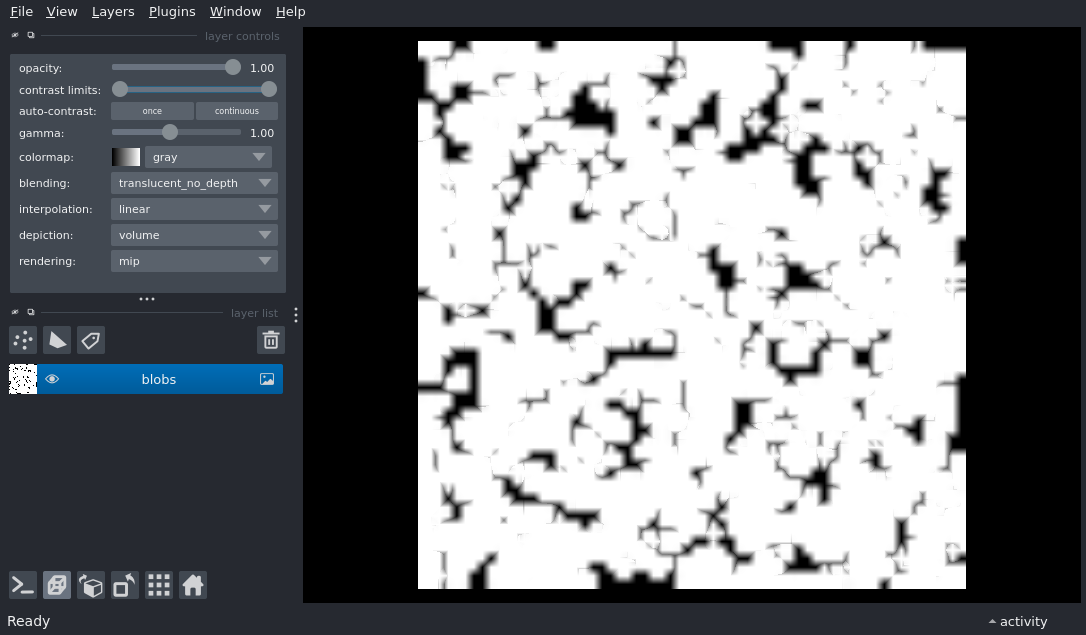 File View Layers Plugins Window Help
layer controls
opacity: 1.00
contrast limits:
auto-contrast: once continuous
gamma: 1.00
colormap: gray
blending: translucent_no_depth
interpolation: linear
depiction: volume
rendering: mip
layer list
blobs
Ready
activity